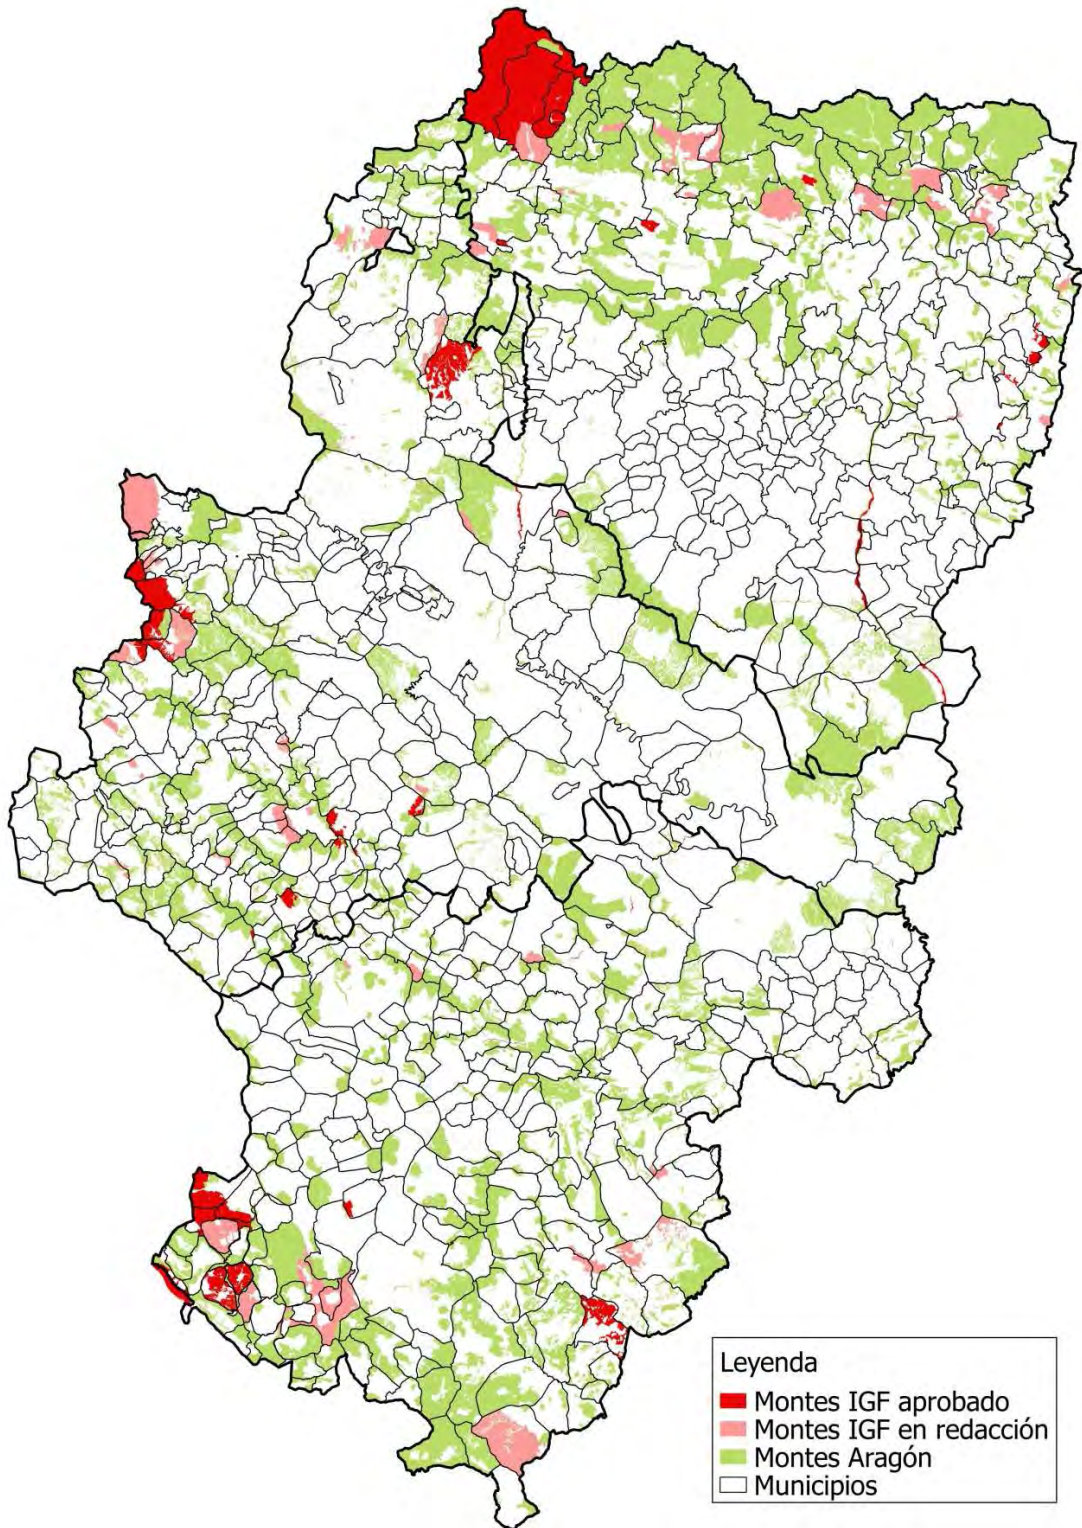 Leyenda
Montes IGF aprobado
Montes IGF en redacción
Montes Aragón
Municipios